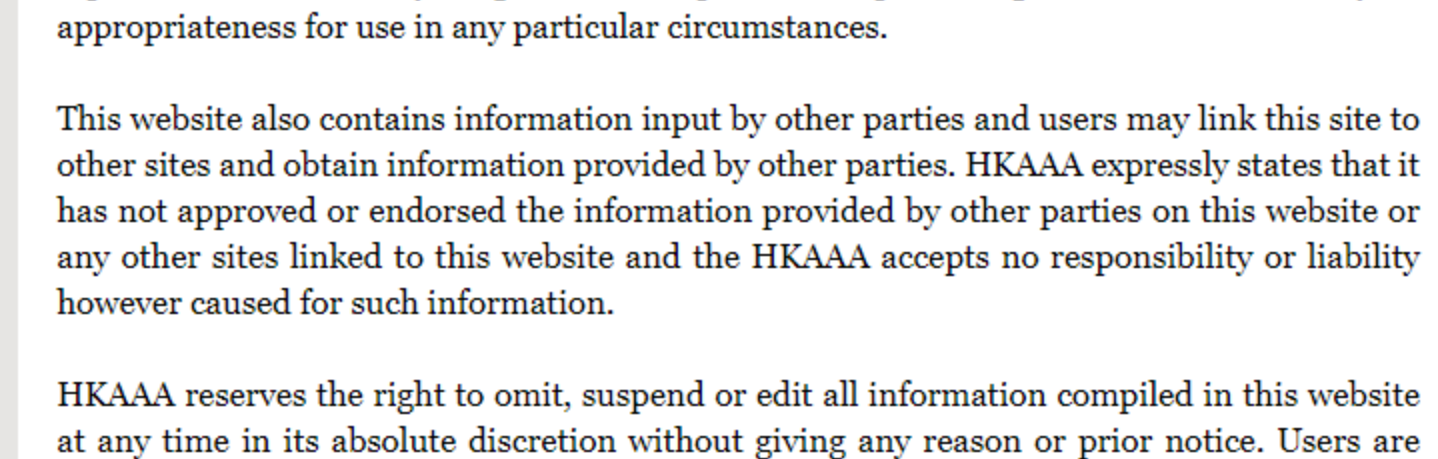 appropriateness for use in any particular circumstances.
This website also contains information input by other parties and users may link this site to
other sites and obtain information provided by other parties. HKAAA expressly states that it
has not approved or endorsed the information provided by other parties on this website or
any other sites linked to this website and the HKAAA accepts no responsibility or liability
however caused for such information.
HKAAA reserves the right to omit, suspend or edit all information compiled in this website
at any time in its absolute discretion without giving any reason or prior notice. Users are